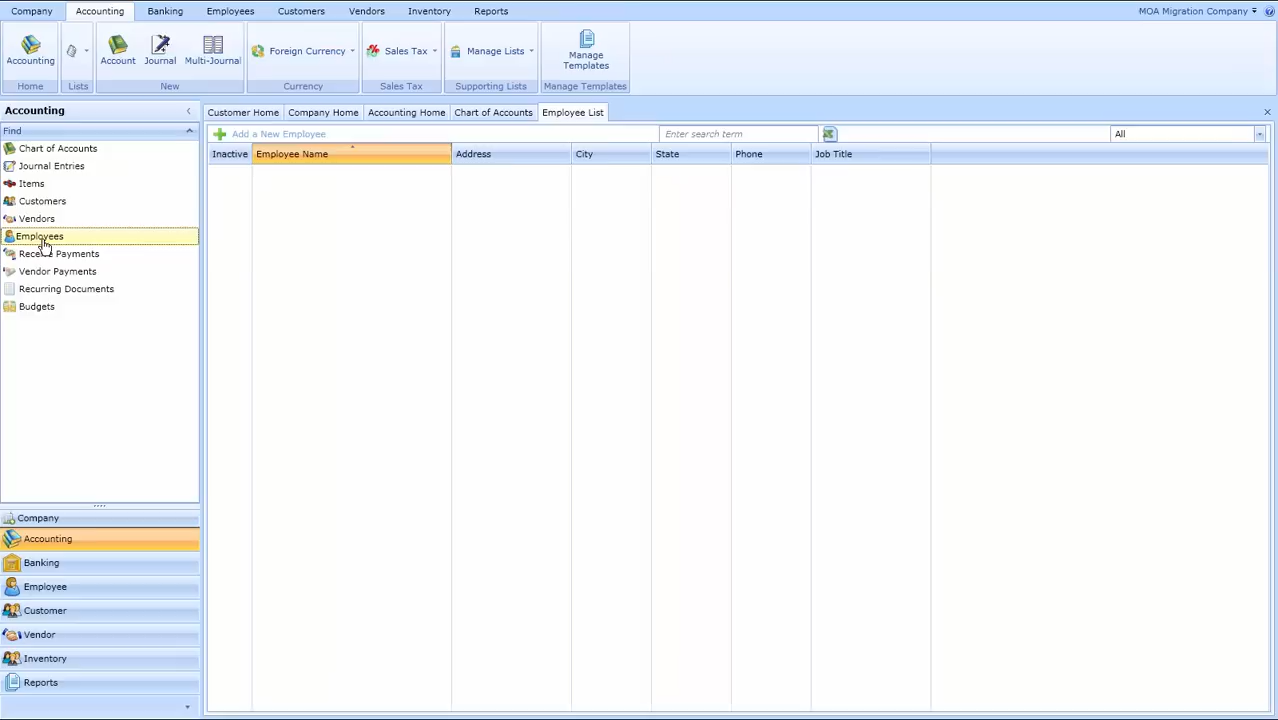 Company Accounting Banking Employees Customers Vendors Inventory Reports MOA Migration Company
Accounting Account Journal Multi-Journal Foreign Currency Sales Tax Manage Lists Manage
Templates
Home Lists New Currency Sales Tax Supporting Lists Manage Templates
Accounting
Customer Home Company Home Accounting Home Chart of Accounts Employee List
Find
Add a New Employee Enter search term All
Inactive Employee Name Address City State Phone Job Title
Chart of Accounts
Journal Entries
Items
Customers
Vendors
Employees
Receive Payments
Vendor Payments
Recurring Documents
Budgets
Company
Accounting
Banking
Employee
Customer
Vendor
Inventory
Reports